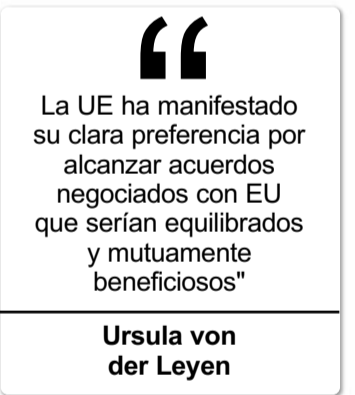 “
La UE ha manifestado
su clara preferencia por
alcanzar acuerdos
negociados con EU
que serían equilibrados
y mutuamente
beneficiosos"
Ursula von
der Leyen